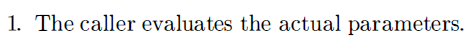 1. The caller evaluates the actual parameters.